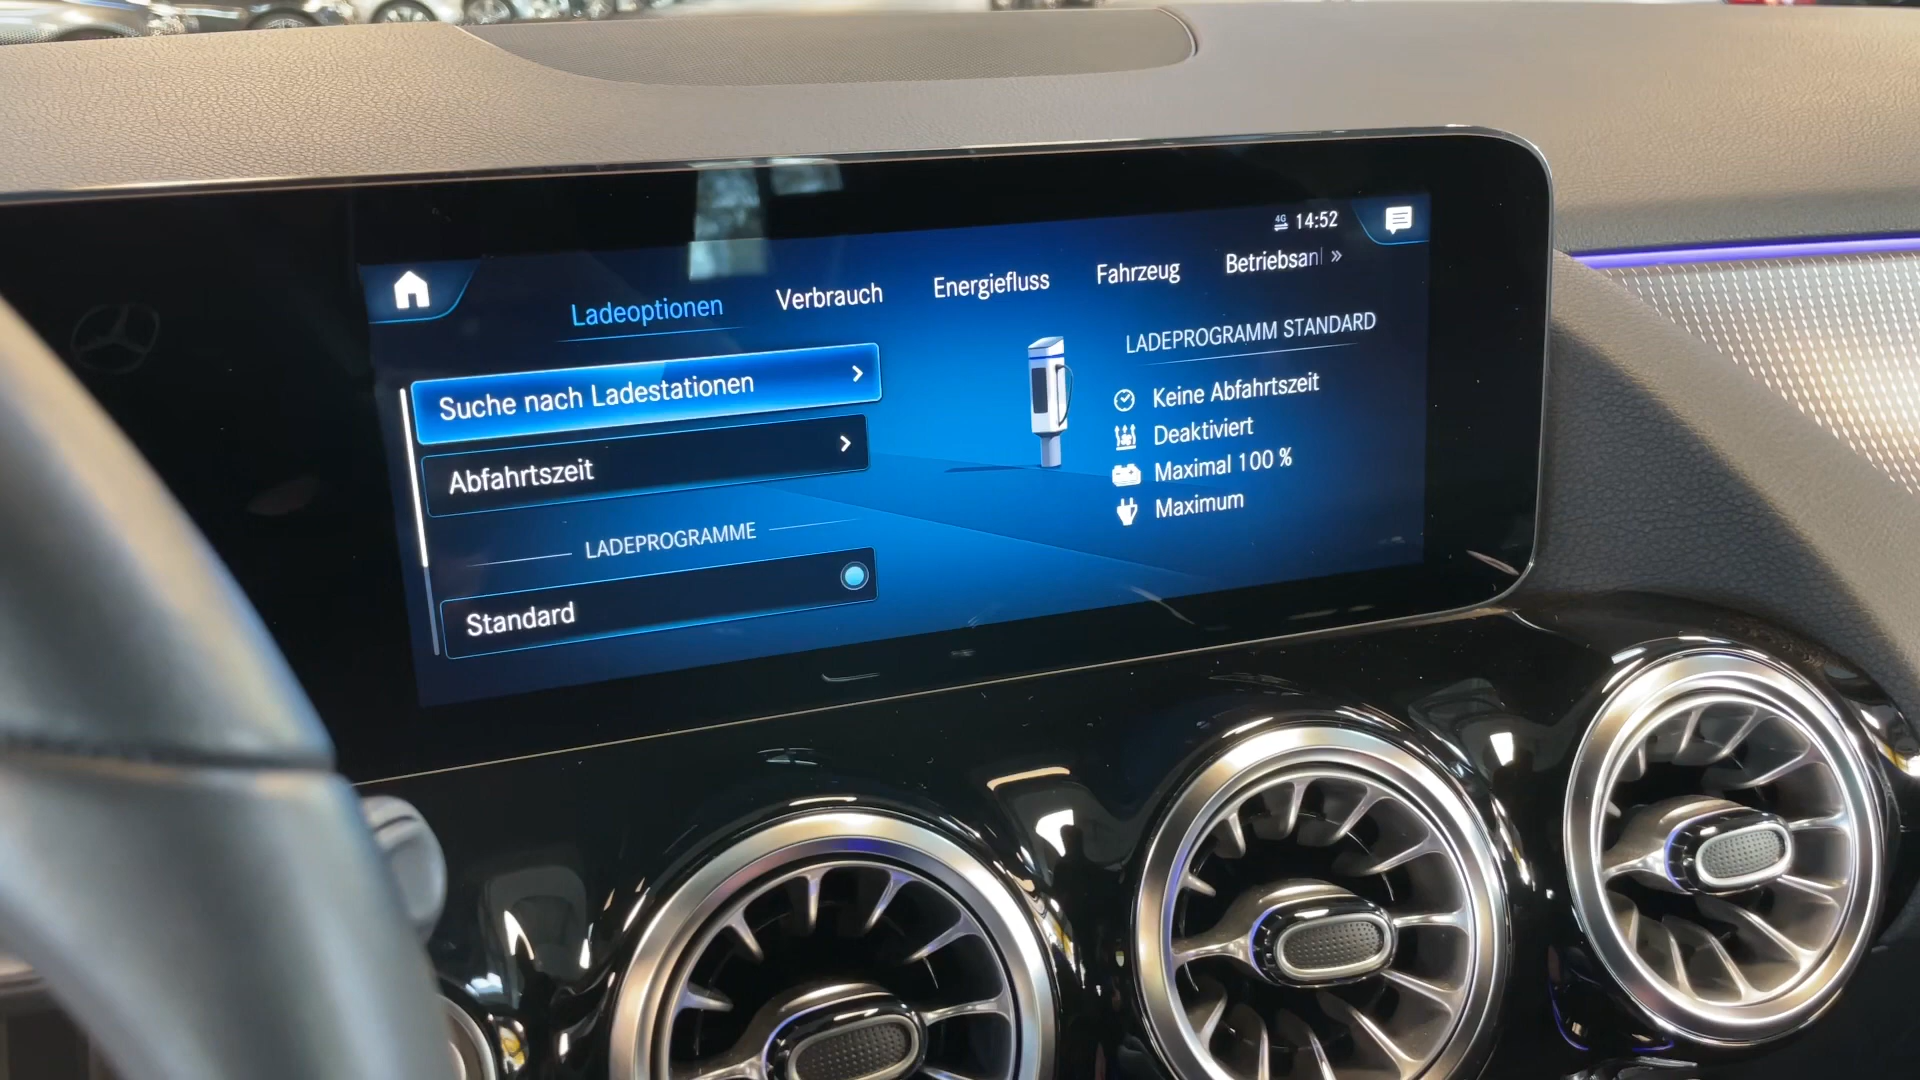 4G 14:52
Ladeoptionen Verbrauch Energiefluss Fahrzeug Betriebsanl »
Suche nach Ladestationen
Abfahrtszeit
LADEPROGRAMME
Standard
LADEPROGRAMM STANDARD
Keine Abfahrtszeit
Deaktiviert
Maximal 100 %
Maximum